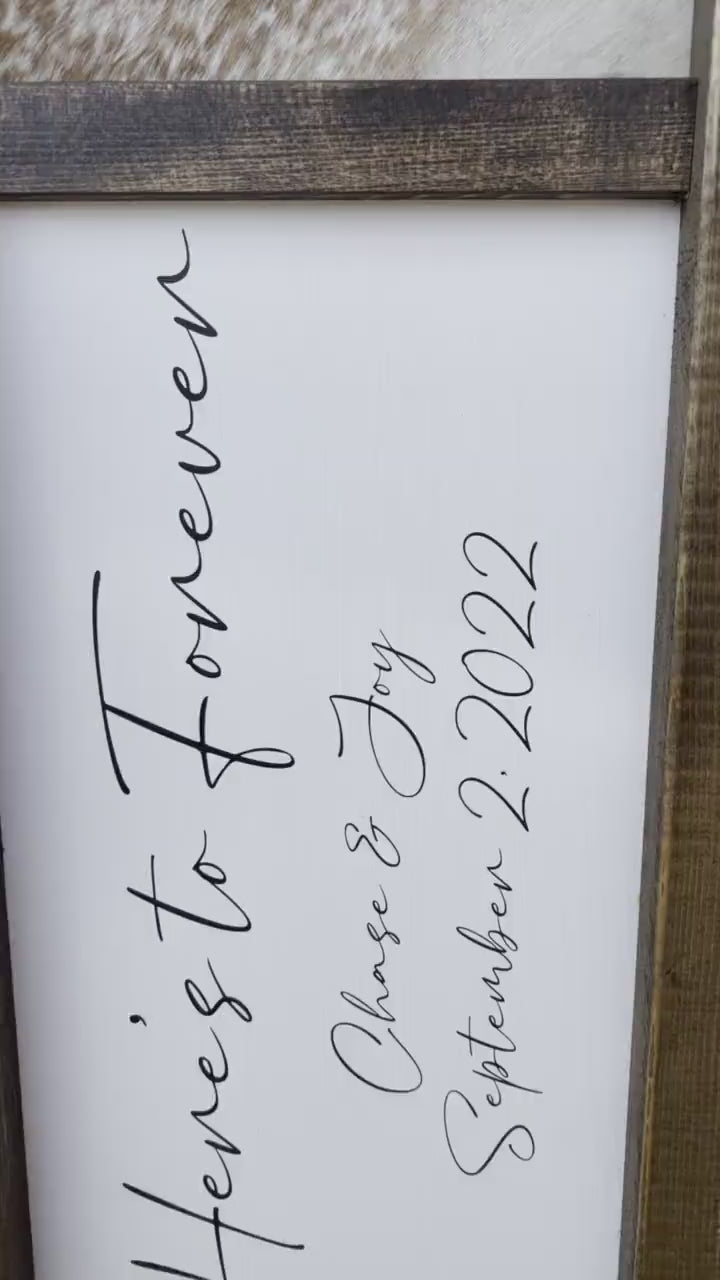 Here's to Forever
Chase & Joy
September 2. 2022